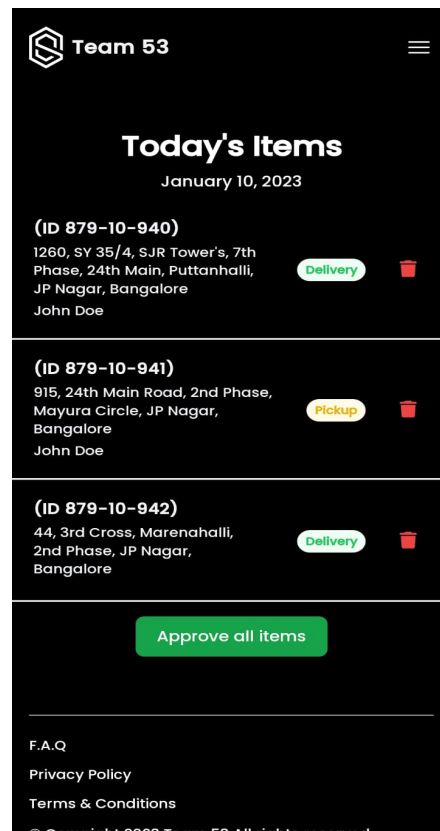 Team 53
Today's Items
January 10, 2023
(ID 879-10-940)
1260, SY 35/4, SJR Tower's, 7th
Phase, 24th Main, Puttanhalli,
JP Nagar, Bangalore
John Doe
Delivery
(ID 879-10-941)
915, 24th Main Road, 2nd Phase,
Mayura Circle, JP Nagar,
Bangalore
John Doe
Pickup
(ID 879-10-942)
44, 3rd Cross, Marenahalli,
2nd Phase, JP Nagar,
Bangalore
Delivery
Approve all items
F.A.Q
Privacy Policy
Terms & Conditions